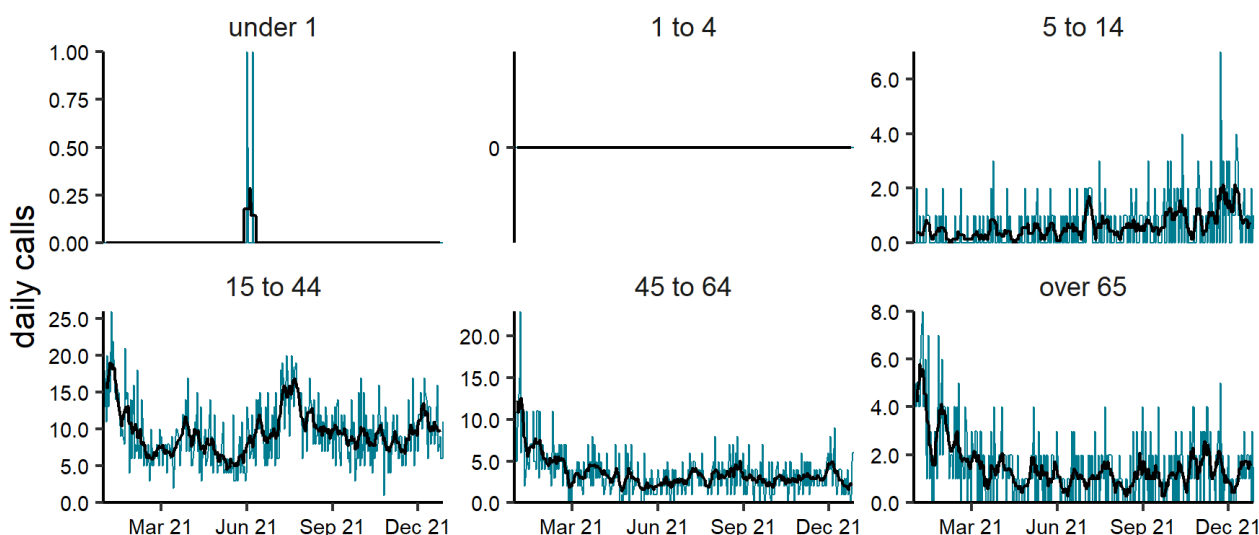 under 1
1 to 4
5 to 14
1.00
0.75
0.50
0.25
0.00
0
6.0
4.0
2.0
0.0
daily calls
15 to 44
45 to 64
over 65
25.0
20.0
15.0
10.0
5.0
0.0
20.0
15.0
10.0
5.0
0.0
8.0
6.0
4.0
2.0
0.0
Mar 21 Jun 21 Sep 21 Dec 21
Mar 21 Jun 21 Sep 21 Dec 21
Mar 21 Jun 21 Sep 21 Dec 21